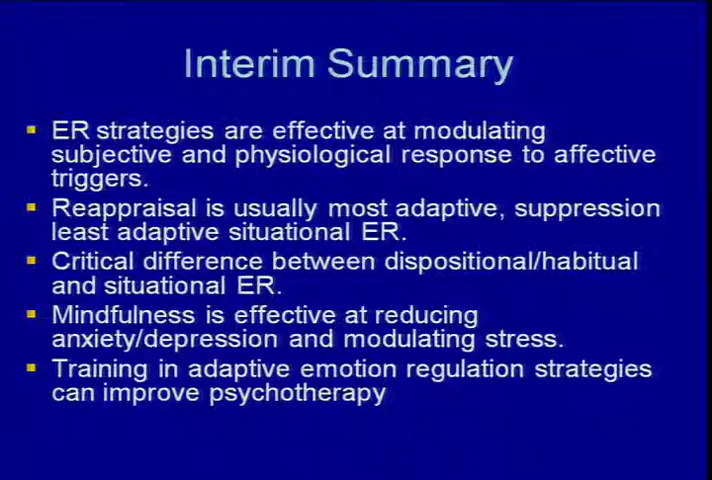 Interim Summary
ER strategies are effective at modulating
subjective and physiological response to affective
triggers.
Reappraisal is usually most adaptive, suppression
least adaptive situational ER.
Critical difference between dispositional/habitual
and situational ER.
Mindfulness is effective at reducing
anxiety/depression and modulating stress.
Training in adaptive emotion regulation strategies
can improve psychotherapy